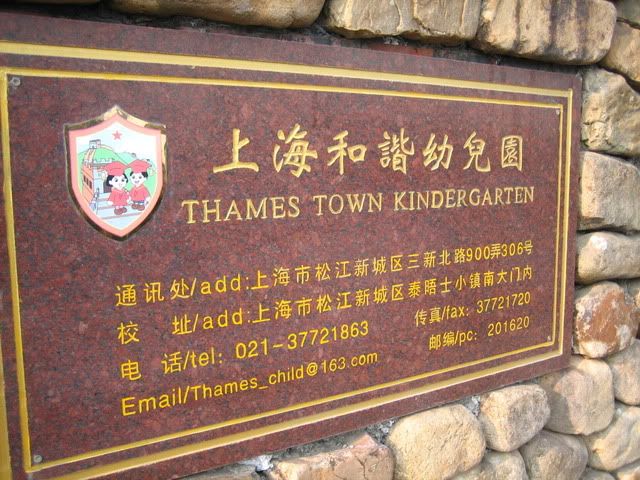 上海和諧幼兒園
THAMES TOWN KINDERGARTEN
通讯处/add:上海市松江新城区三新北路900弄306号
校 址/add:上海市松江新城区泰晤士小镇南大门内
电 话/tel: 021-37721863 传真/fax: 37721720
Email/Thames_child@163.com 邮编/pc: 201620